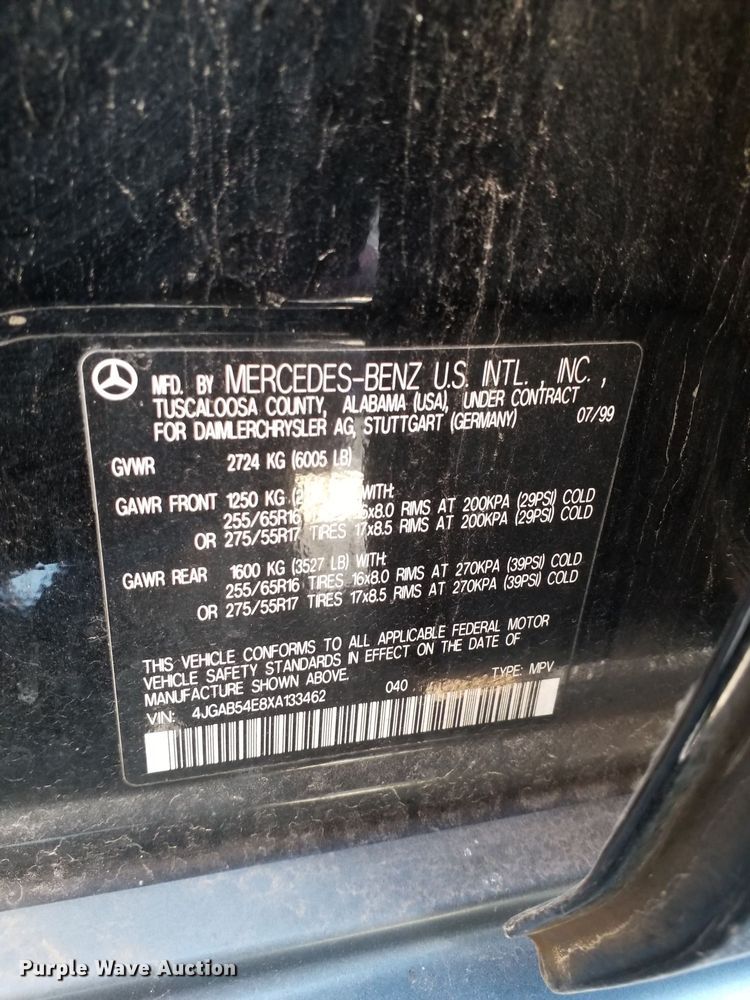 MFD. BY MERCEDES-BENZ U.S. INTL., INC.,
TUSCALOOSA COUNTY, ALABAMA (USA), UNDER CONTRACT
FOR DAIMLERCHRYSLER AG, STUTTGART (GERMANY) 07/99
GVWR 2724 KG (6005 LB)
GAWR FRONT 1250 KG WITH:
255/65R16 RIMS AT 200KPA (29PSI) COLD
OR 275/55R17 TIRES 17x8.5 RIMS AT 200KPA (29PSI) COLD
GAWR REAR 1600 KG (3527 LB) WITH:
255/65R16 TIRES 16x8.0 RIMS AT 270KPA (39PSI) COLD
OR 275/55R17 TIRES 17x8.5 RIMS AT 270KPA (39PSI) COLD
THIS VEHICLE CONFORMS TO ALL APPLICABLE FEDERAL MOTOR
VEHICLE SAFETY STANDARDS IN EFFECT ON THE DATE OF
MANUFACTURE SHOWN ABOVE.
VIN: 4JGAB54E8XA133462 040 TYPE: MPV
Purple Wave Auction